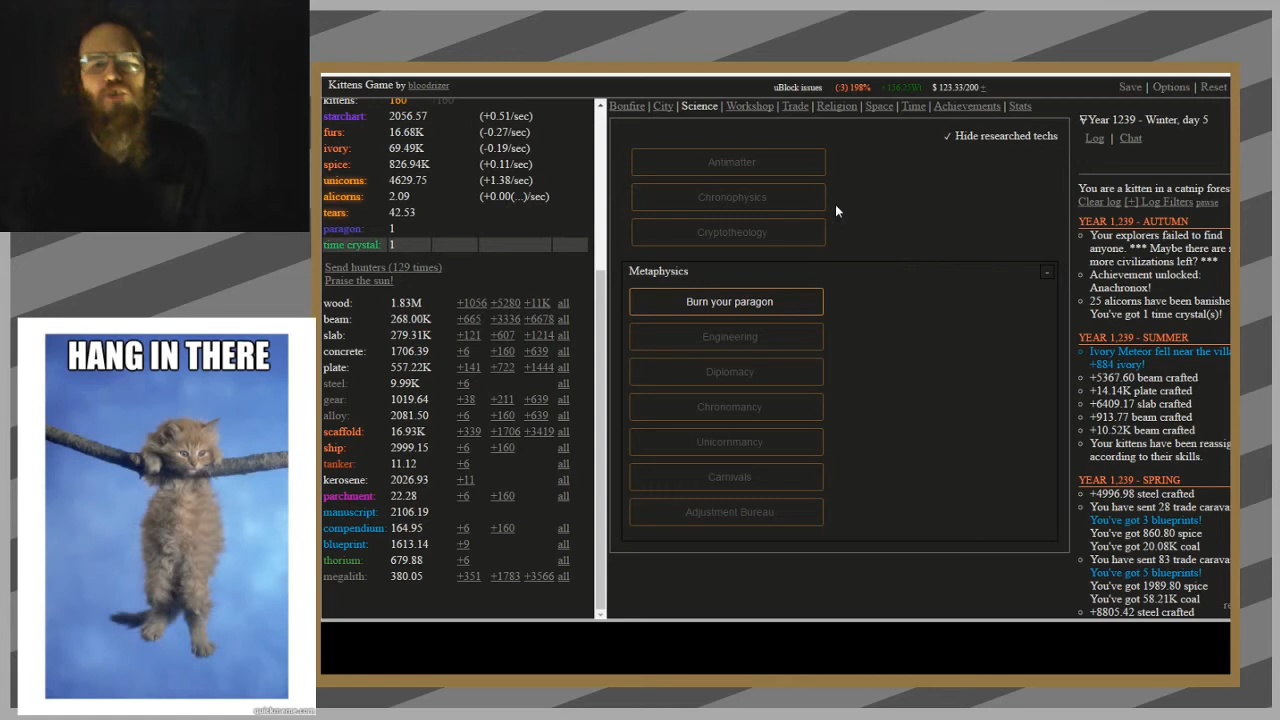 Kittens Game by bloodrizer
uBlock issues (:3) 198% $ 123.33/200 +
Save | Options | Reset
kittens: 160
starchart: 2056.57 (+0.51/sec)
furs: 16.68K (-0.27/sec)
ivory: 69.49K (-0.19/sec)
spice: 826.94K (+0.11/sec)
unicorns: 4629.75 (+1.38/sec)
alicorns: 2.09 (+0.00(...)/sec)
tears: 42.53
paragon: 1
time crystal: 1
Send hunters (129 times)
Praise the sun!
wood: 1.83M +1056 +5280 +11K all
beam: 268.00K +665 +3336 +6678 all
slab: 279.31K +121 +607 +1214 all
concrete: 1706.39 +6 +160 +639 all
plate: 557.22K +141 +722 +1444 all
steel: 9.99K +6 all
gear: 1019.64 +38 +211 +639 all
alloy: 2081.50 +6 +160 +639 all
scaffold: 16.93K +339 +1706 +3419 all
ship: 2999.15 +6 +160 all
tanker: 11.12 +6 all
kerosene: 2026.93 +11 all
parchment: 22.28 +6 +160 all
manuscript: 2106.19 all
compendium: 164.95 +6 +160 all
blueprint: 1613.14 +9 all
thorium: 679.88 +6 all
megalith: 380.05 +351 +1783 +3566 all
Bonfire | City | Science | Workshop | Trade | Religion | Space | Time | Achievements | Stats
✓ Hide researched techs
Antimatter
Chronophysics
Cryptotheology
Metaphysics -
Burn your paragon
Engineering
Diplomacy
Chronomancy
Unicornmancy
Carnivals
Adjustment Bureau
Year 1239 - Winter, day 5
Log | Chat
You are a kitten in a catnip fores
Clear log [+] Log Filters pause
YEAR 1,239 - AUTUMN
Your explorers failed to find
anyone. *** Maybe there are
more civilizations left? ***
Achievement unlocked:
Anachronox!
25 alicorns have been banishe
You've got 1 time crystal(s)!
YEAR 1,239 - SUMMER
Ivory Meteor fell near the villa
+884 ivory!
+5367.60 beam crafted
+14.14K plate crafted
+6409.17 slab crafted
+913.77 beam crafted
+10.52K beam crafted
Your kittens have been reassig
according to their skills.
YEAR 1,239 - SPRING
+4996.98 steel crafted
You have sent 28 trade carava
You've got 3 blueprints!
You've got 860.80 spice
You've got 20.08K coal
You have sent 83 trade carava
You've got 5 blueprints!
You've got 1989.80 spice
You've got 58.21K coal
+8805.42 steel crafted
HANG IN THERE
quickmeme.com